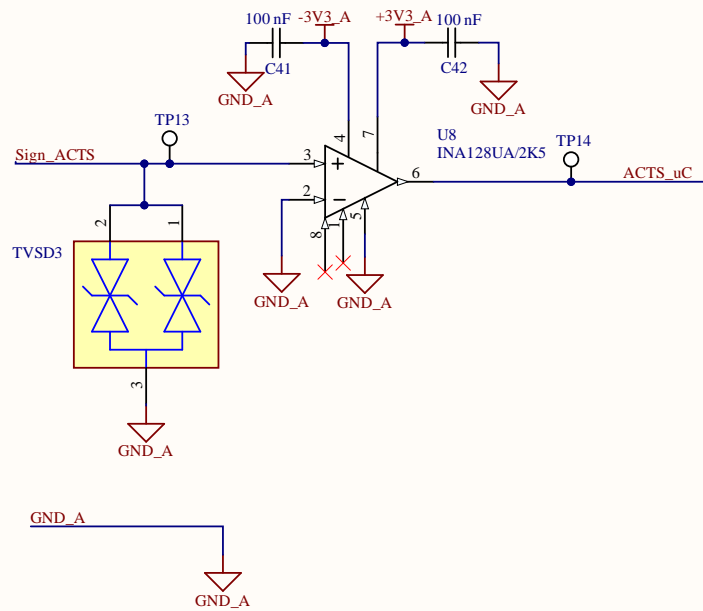 100 nF
-3V3_A
+3V3_A
100 nF
C41
C42
GND_A
GND_A
TP13
4
7
U8
INA128UA/2K5
TP14
Sign_ACTS
3
6
ACTS_uC
2
2
1
8
1
5
TVSD3
GND_A
GND_A
3
GND_A
GND_A
GND_A